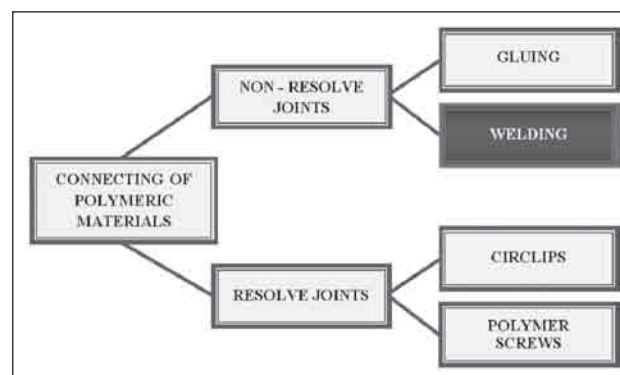 GLUING
NON - RESOLVE
JOINTS
WELDING
CONNECTING OF
POLYMERIC
MATERIALS
CIRCLIPS
RESOLVE JOINTS
POLYMER
SCREWS